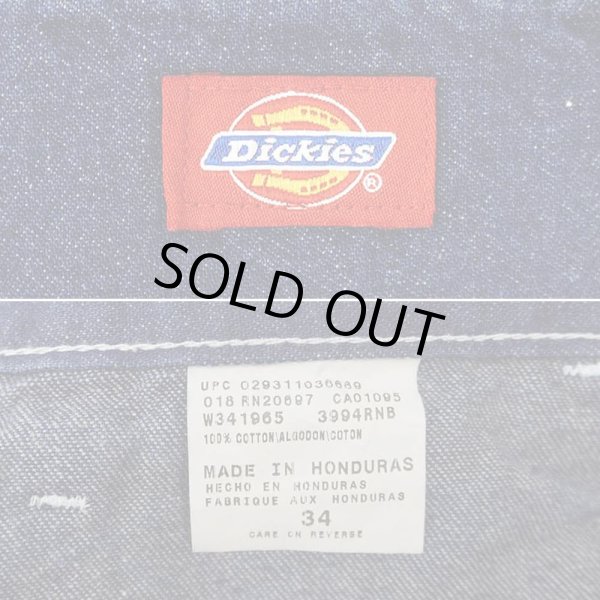 Dickies
®
SOLD OUT
UPC 029311036669
018 RN20697 CA01095
W341965 3994RNB
100% COTTON\ALGODON\COTON
MADE IN HONDURAS
HECHO EN HONDURAS
FABRIQUE AUX HONDURAS
34
CARE ON REVERSE